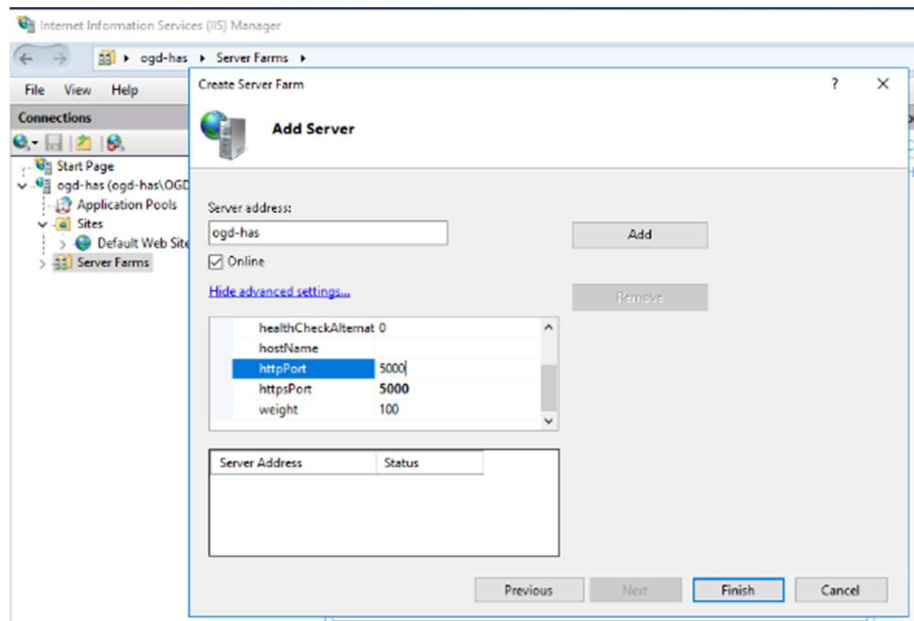 Internet Information Services (IIS) Manager
ogd-has Server Farms
File View Help
Connections
Start Page
ogd-has (ogd-has\OGD
Application Pools
Sites
Default Web Site
Server Farms
Create Server Farm ?
Add Server
Server address:
ogd-has Add
Online
Hide advanced settings... Remove
healthCheckAlternat 0
hostName
httpPort 5000
httpsPort 5000
weight 100
Server Address Status
Previous Next Finish Cancel